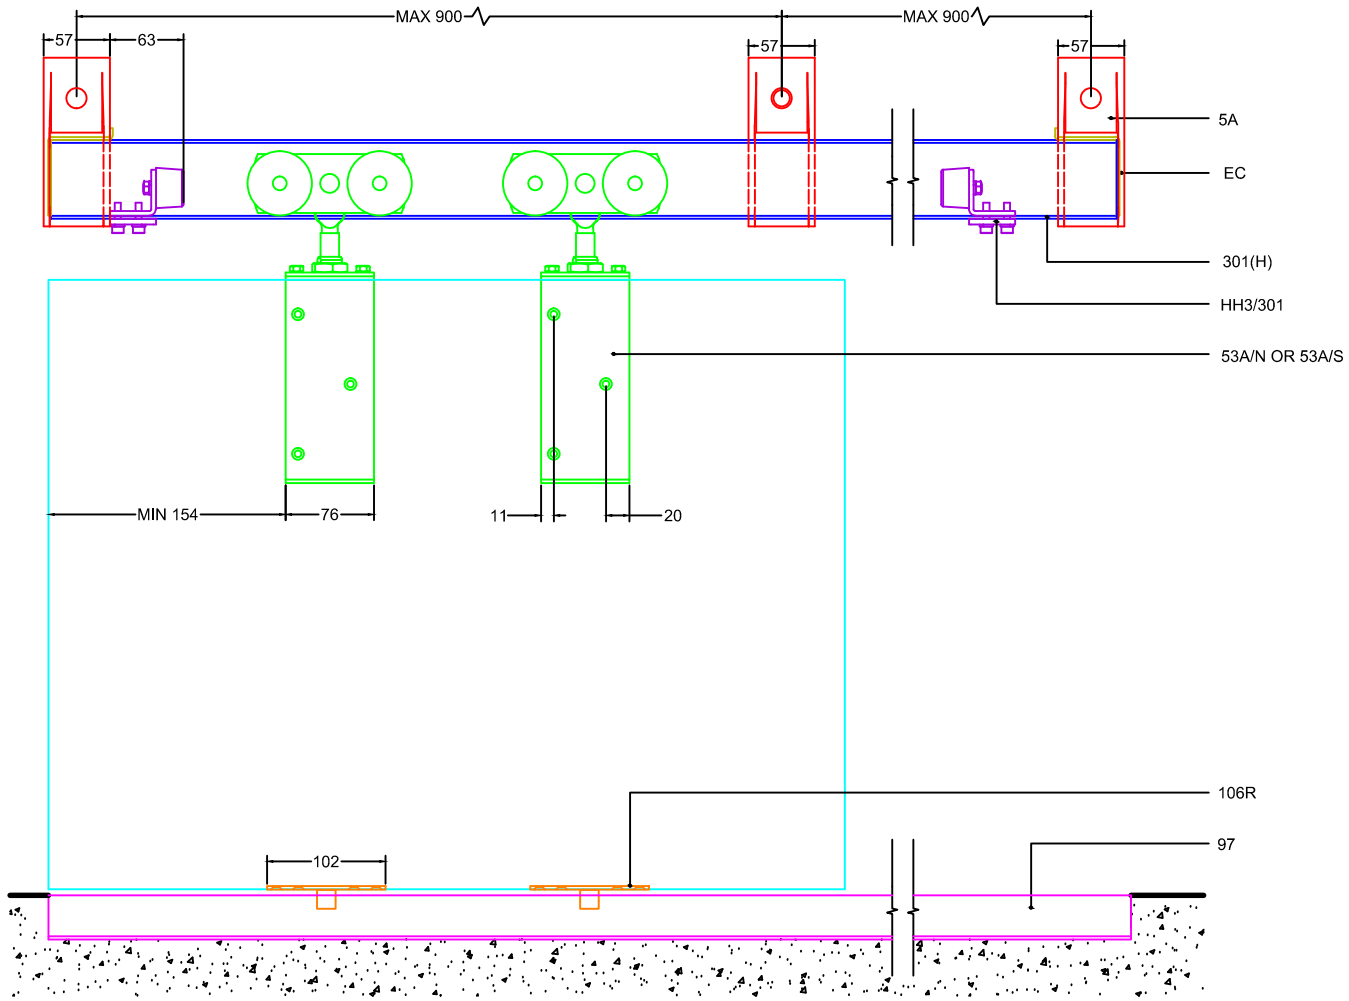 MAX 900
MAX 900
57
63
57
57
5A
EC
301(H)
HH3/301
53A/N OR 53A/S
MIN 154
76
11
20
106R
97
102